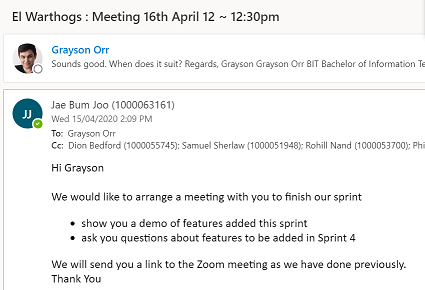 El Warthogs : Meeting 16th April 12 ~ 12:30pm
Grayson Orr
Sounds good. When does it suit? Regards, Grayson Grayson Orr BIT Bachelor of Information Te
JJ
Jae Bum Joo (1000063161)
Wed 15/04/2020 2:09 PM
To: Grayson Orr
Cc: Dion Bedford (1000055745); Samuel Sherlaw (1000051948); Rohill Nand (1000053700); Phi
Hi Grayson
We would like to arrange a meeting with you to finish our sprint
• show you a demo of features added this sprint
• ask you questions about features to be added in Sprint 4
We will send you a link to the Zoom meeting as we have done previously.
Thank You